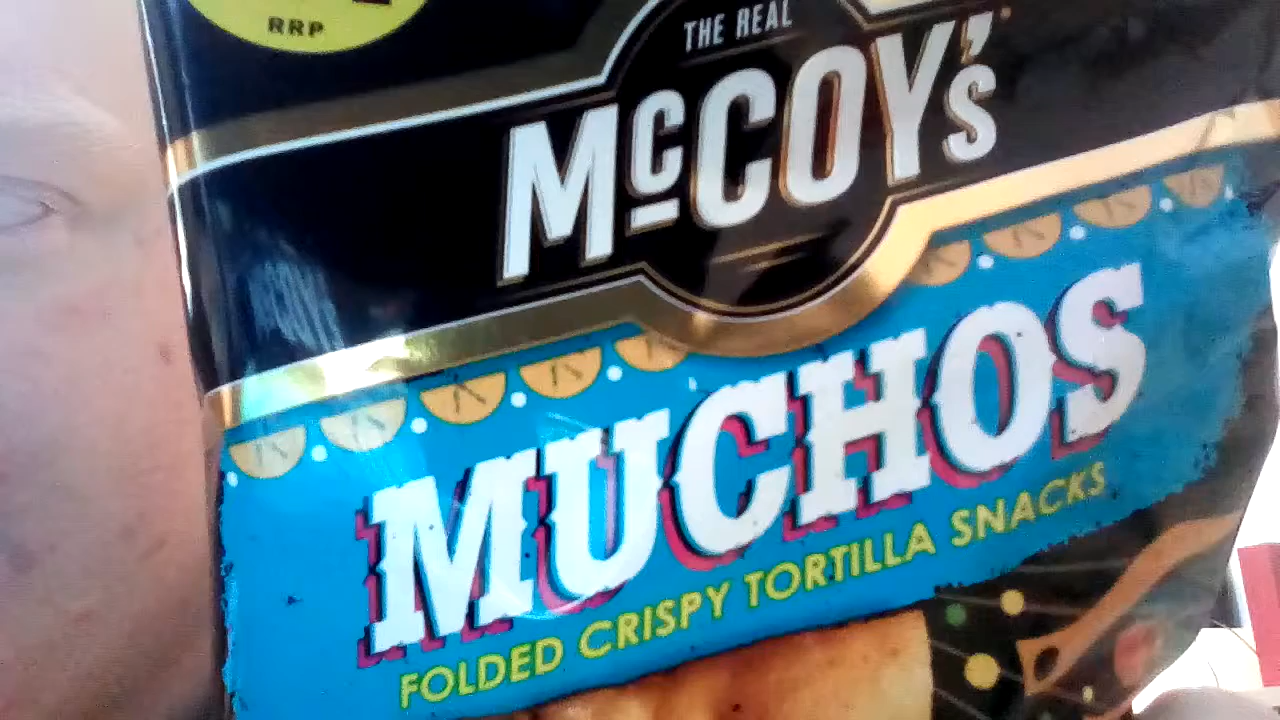 RRP
THE REAL
McCOY's
MUCHOS
FOLDED CRISPY TORTILLA SNACKS